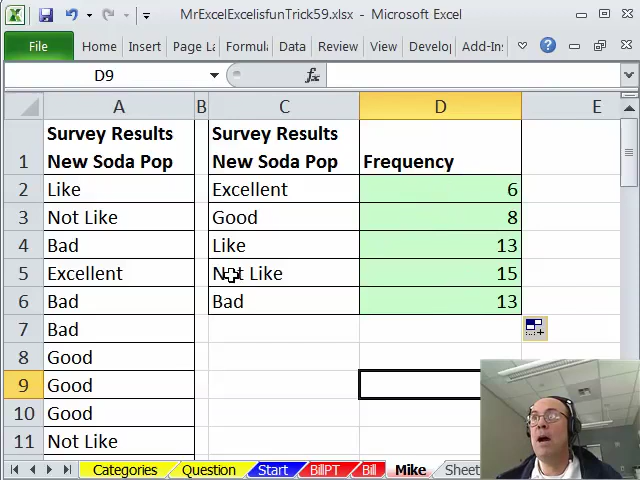 MrExcelExcelisfunTrick59.xlsx - Microsoft Excel
File Home Insert Page La Formula Data Review View Develo Add-Ins
D9 fx
A B C D E
1 Survey Results New Soda Pop Survey Results New Soda Pop Frequency
2 Like Excellent 6
3 Not Like Good 8
4 Bad Like 13
5 Excellent Not Like 15
6 Bad Bad 13
7 Bad
8 Good
9 Good
10 Good
11 Not Like
Categories Question Start BillPT Bill Mike Sheet